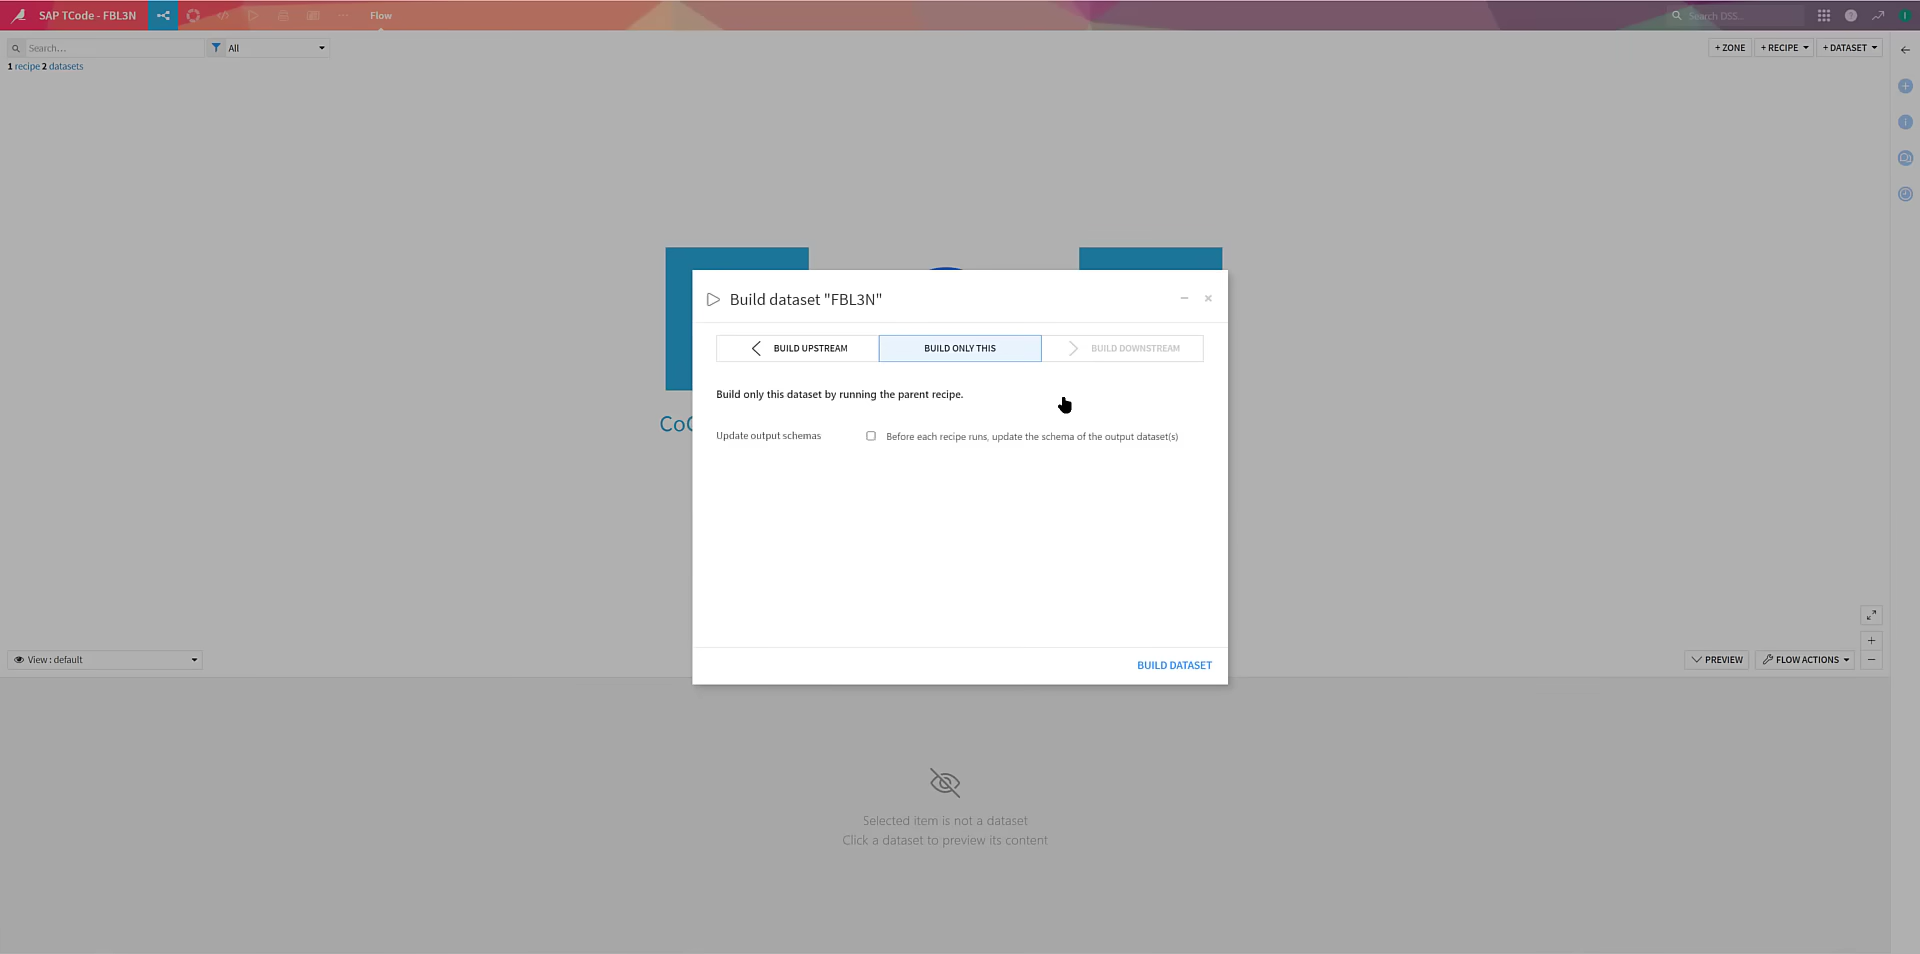 SAP TCode - FBL3N
Flow
Search DSS...
Search...
All
+ ZONE
+ RECIPE
+ DATASET
1 recipe 2 datasets
Build dataset "FBL3N"
BUILD UPSTREAM
BUILD ONLY THIS
BUILD DOWNSTREAM
Build only this dataset by running the parent recipe.
Update output schemas
Before each recipe runs, update the schema of the output dataset(s)
View : default
PREVIEW
FLOW ACTIONS
BUILD DATASET
Selected item is not a dataset
Click a dataset to preview its content